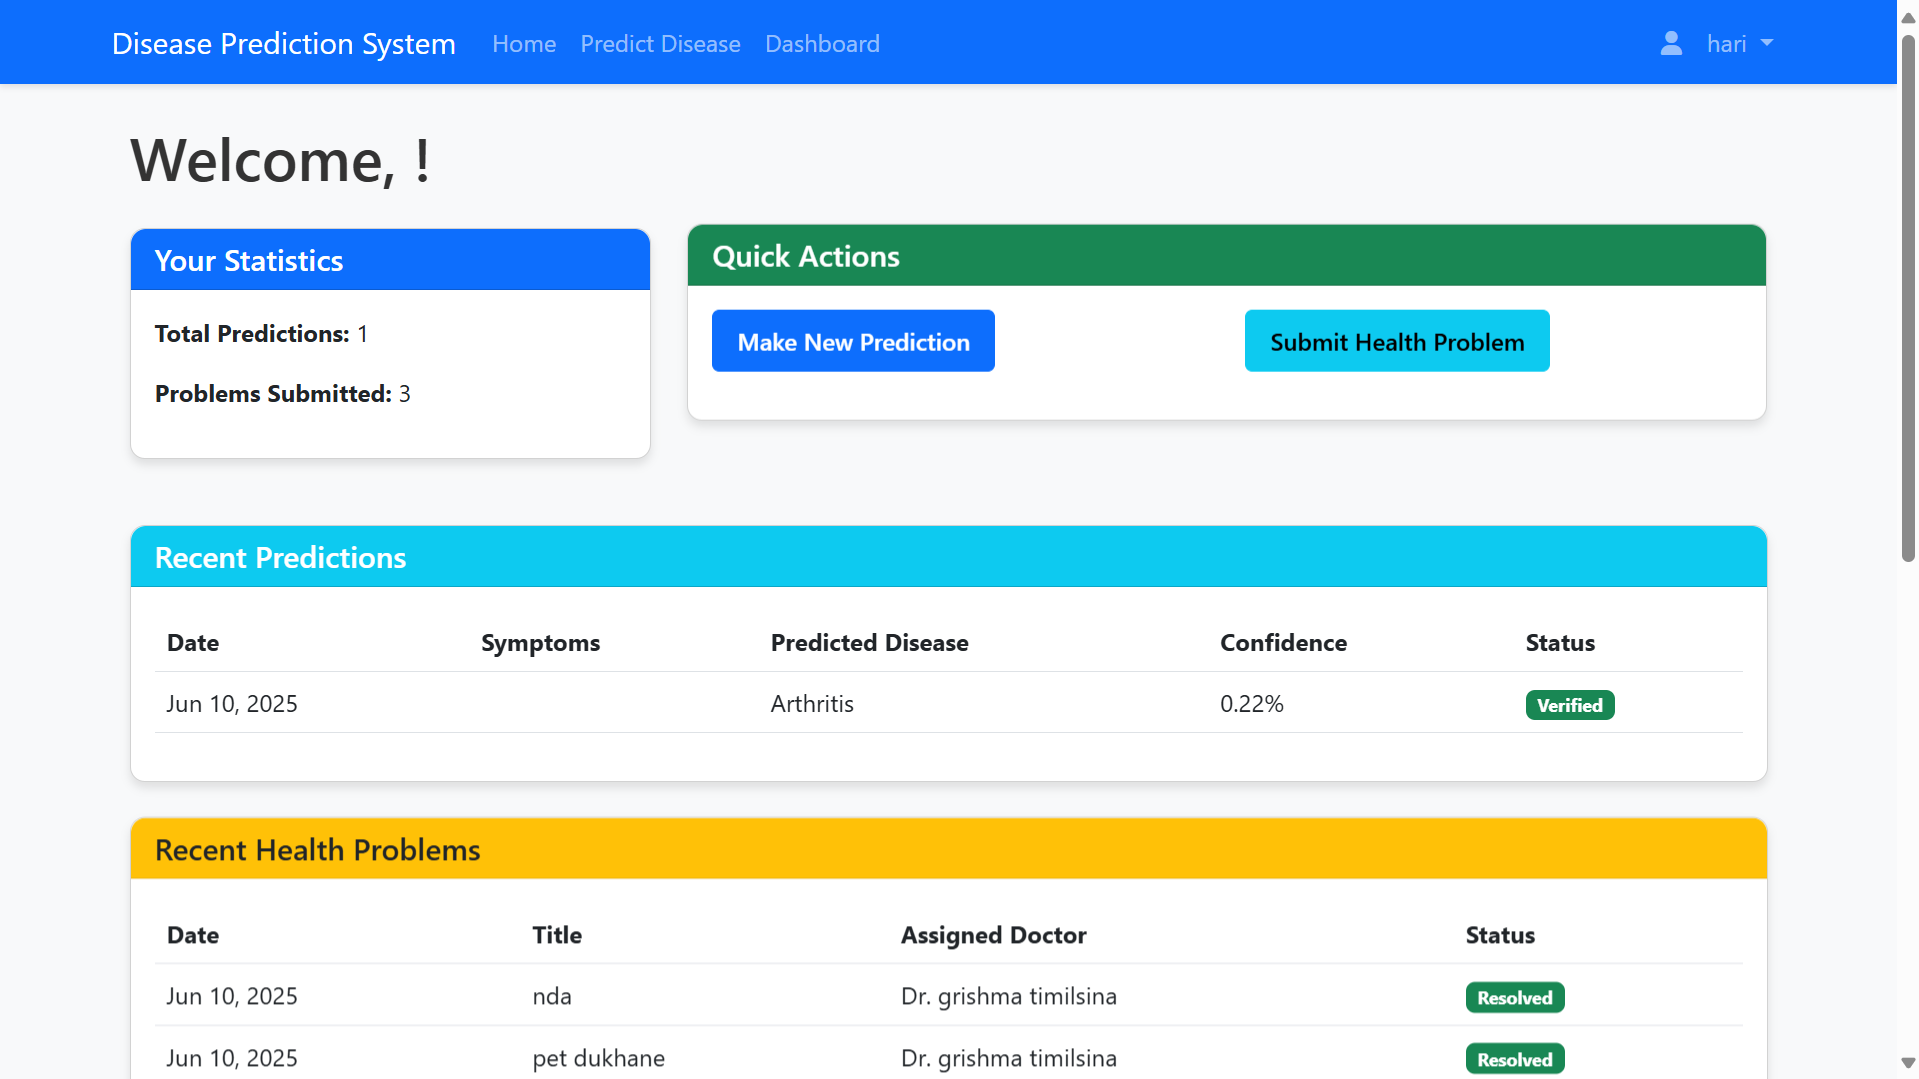 Disease Prediction System Home Predict Disease Dashboard hari
Welcome, !
Your Statistics
Total Predictions: 1
Problems Submitted: 3
Quick Actions
Make New Prediction Submit Health Problem
Recent Predictions
Date Symptoms Predicted Disease Confidence Status
Jun 10, 2025 Arthritis 0.22% Verified
Recent Health Problems
Date Title Assigned Doctor Status
Jun 10, 2025 nda Dr. grishma timilsina Resolved
Jun 10, 2025 pet dukhane Dr. grishma timilsina Resolved